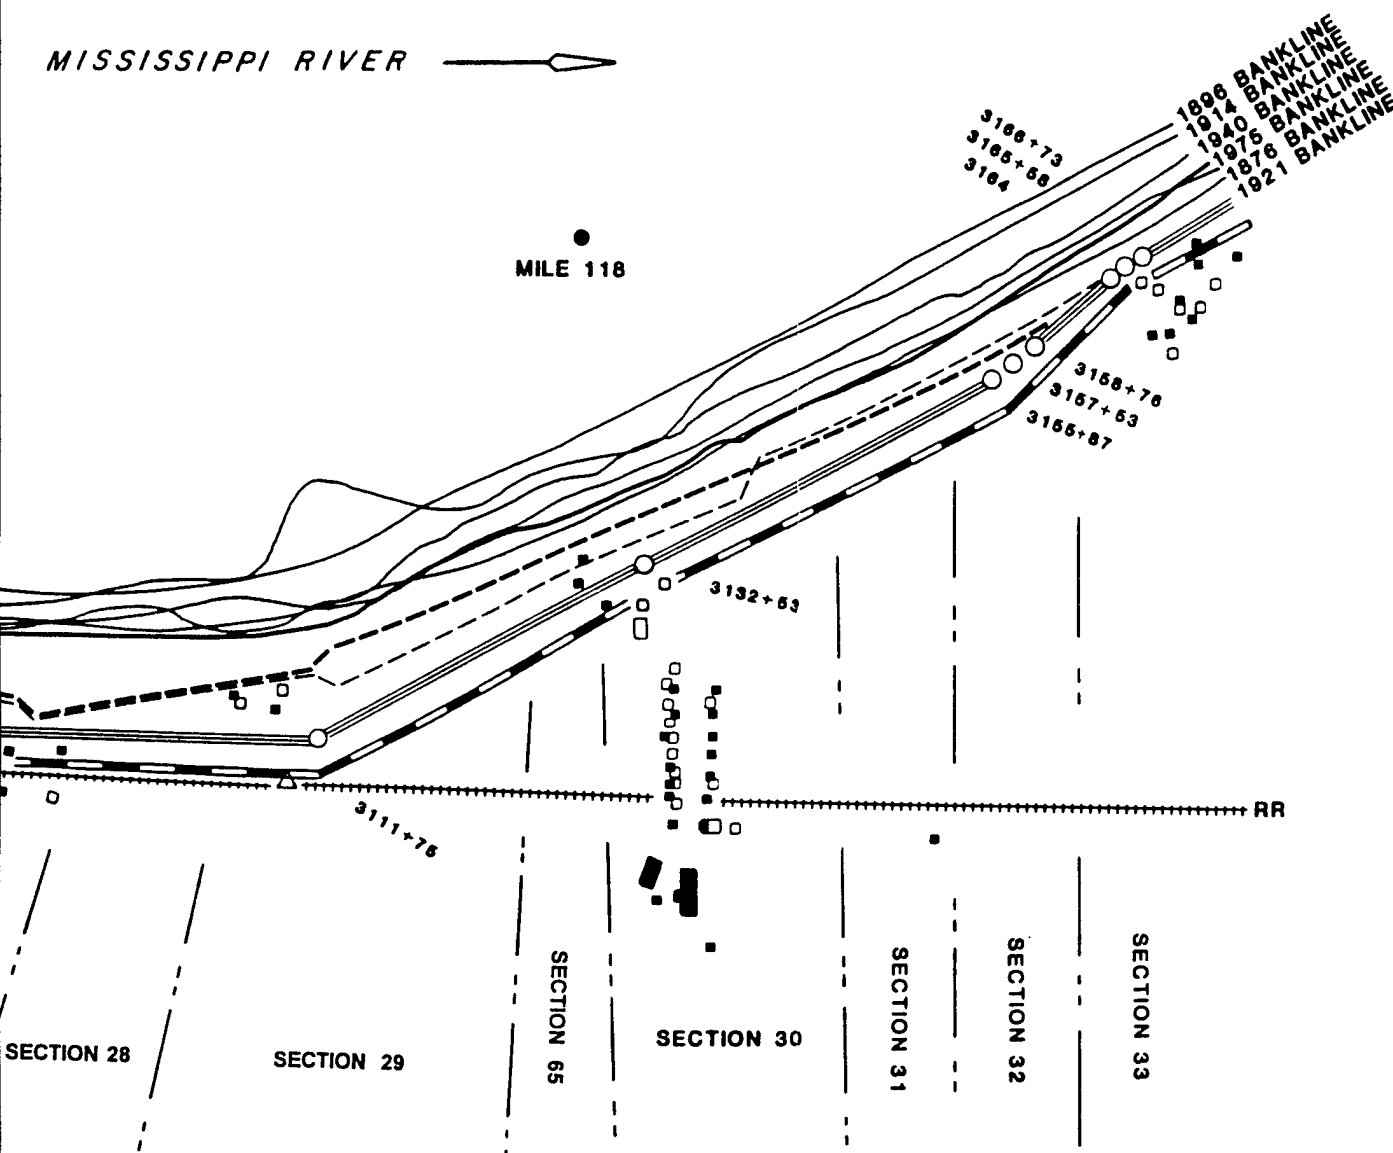 MISSISSIPPI RIVER
1896 BANKLINE
1914 BANKLINE
1940 BANKLINE
1975 BANKLINE
1876 BANKLINE
1921 BANKLINE
3166+73
3165+58
3164
MILE 118
3158+76
3157+53
3155+87
3132+53
RR
3111+75
SECTION 28
SECTION 29
SECTION 65
SECTION 30
SECTION 31
SECTION 32
SECTION 33